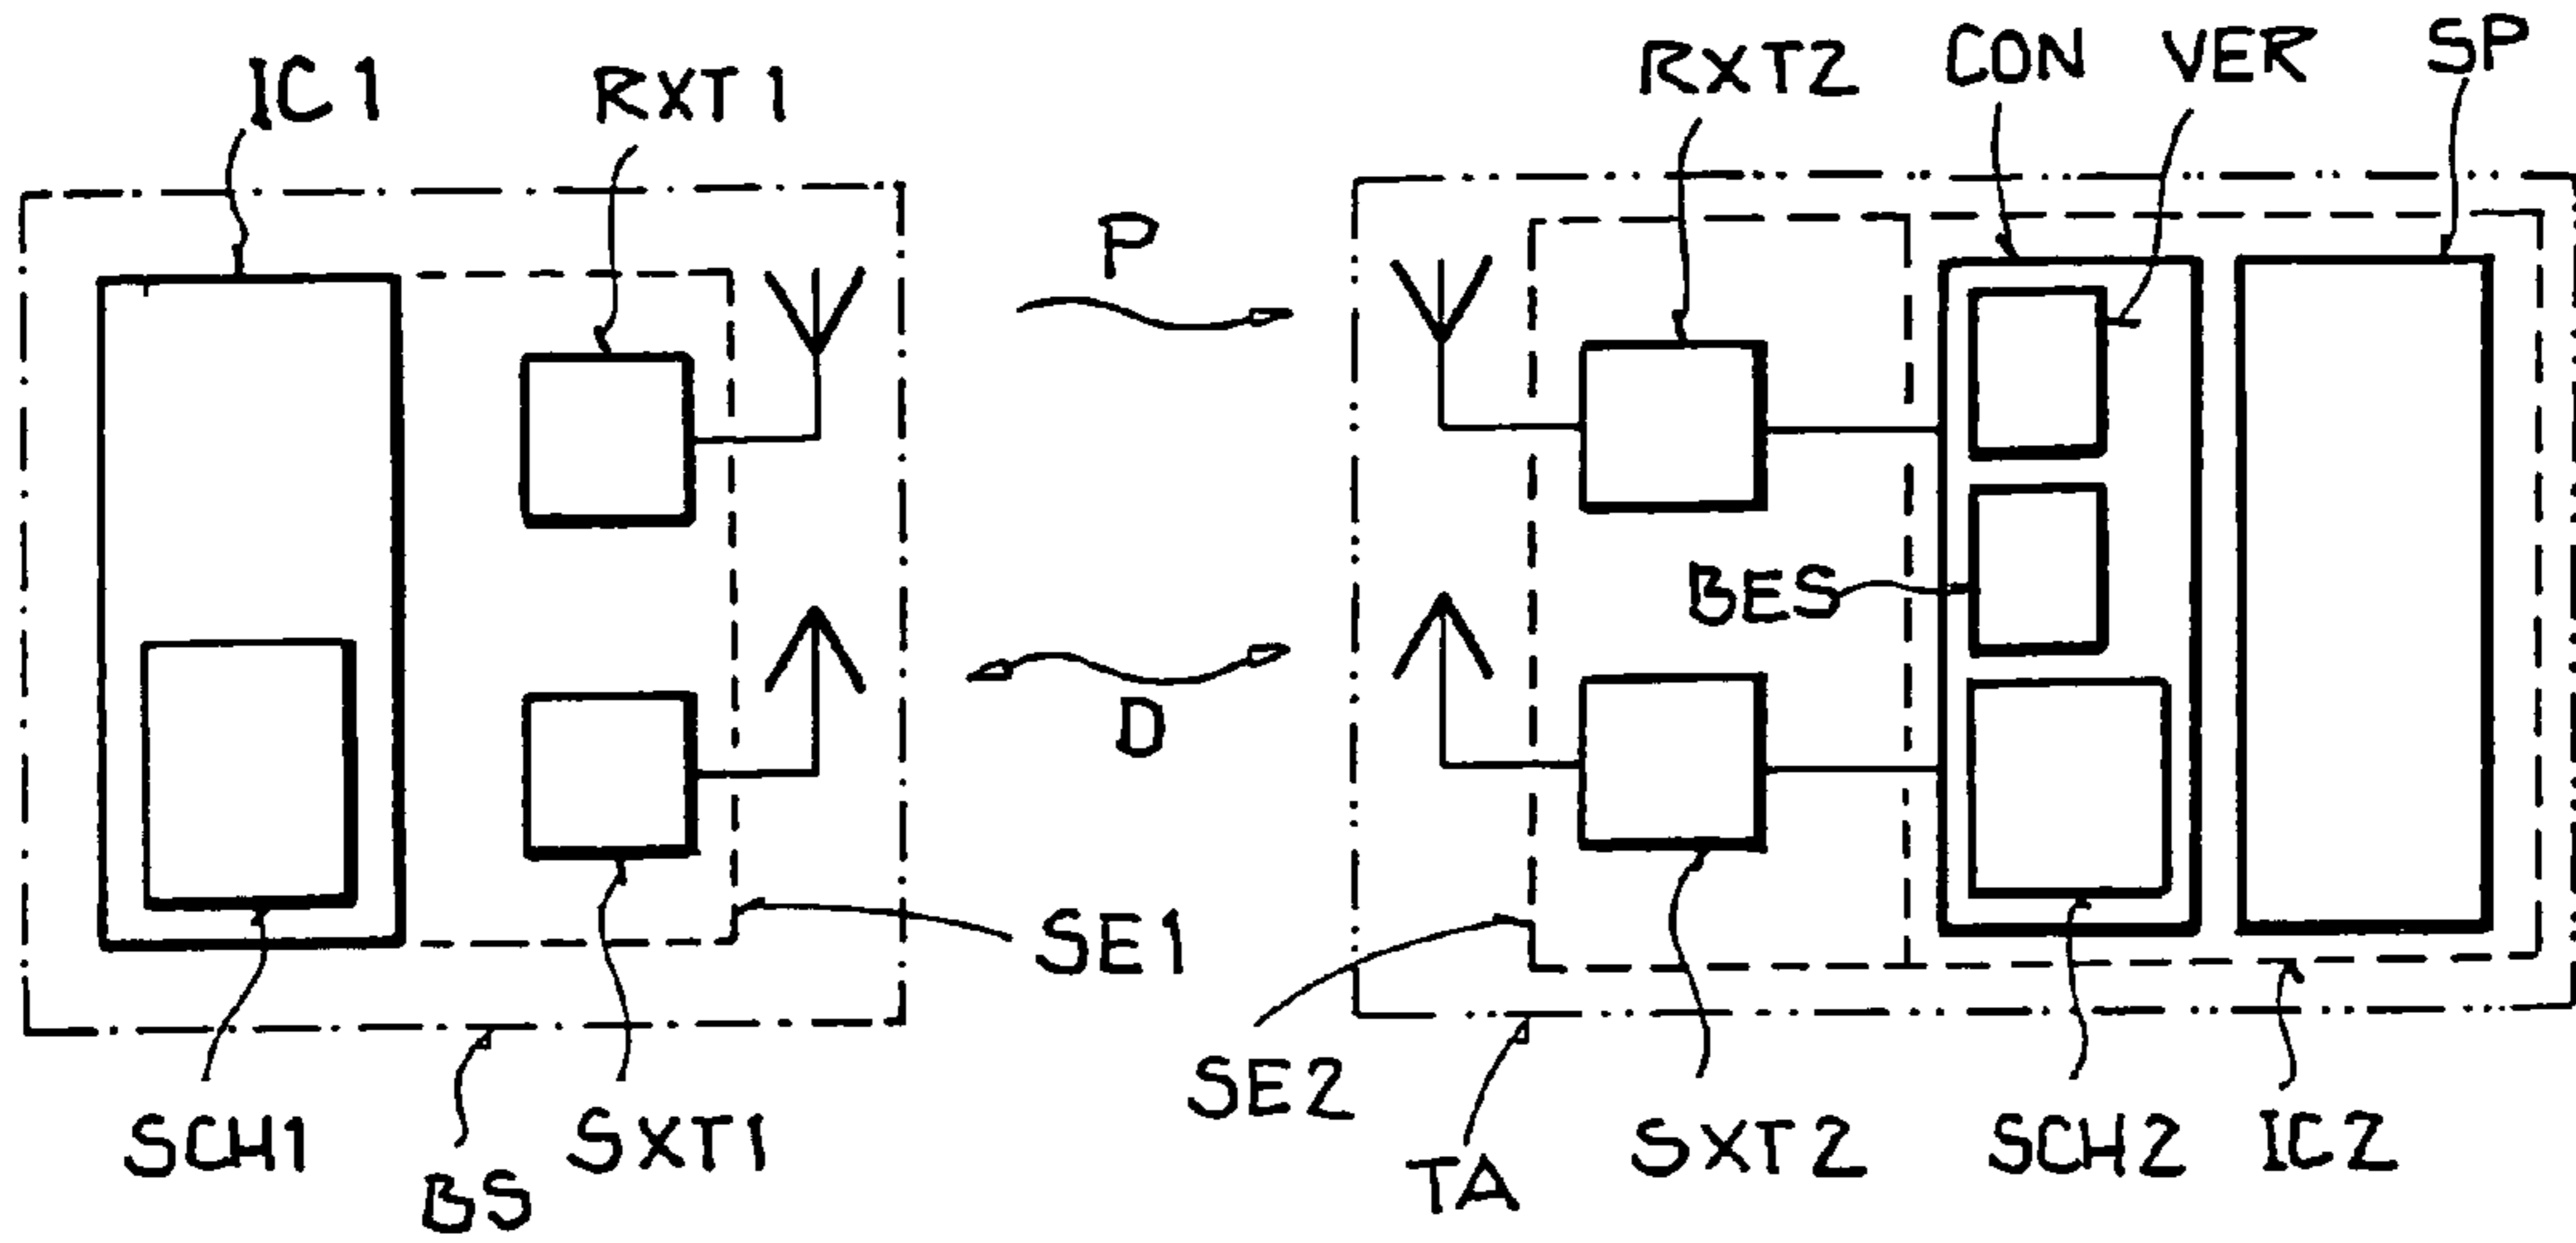 IC1
RXT1
RXT2
CON
VER
SP
P
BES
D
SE1
SE2
SCH1
BS
SXT1
TA
SXT2
SCH2
IC2